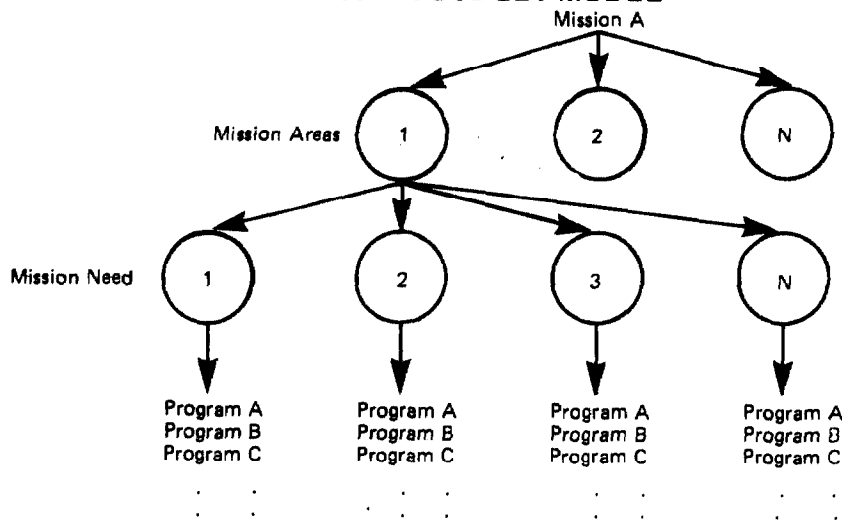 Mission A
Mission Areas 1 2 N
Mission Need 1 2 3 N
Program A Program A Program A Program A
Program B Program B Program B Program B
Program C Program C Program C Program C